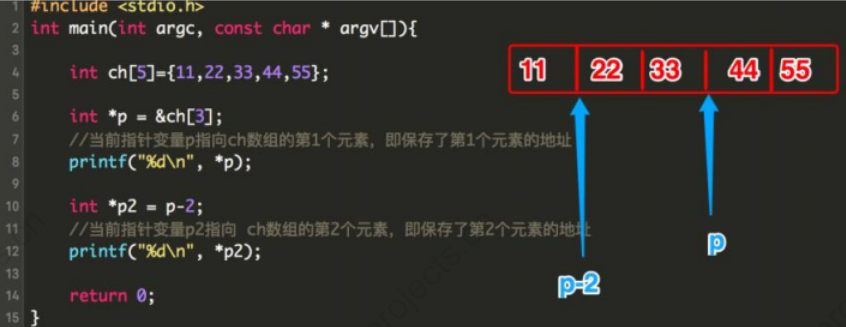 1 #include <stdio.h>
2 int main(int argc, const char * argv[]){
3
4 int ch[5]={11,22,33,44,55};
5
6 int *p = &ch[3];
7 //当前指针变量p指向ch数组的第1个元素，即保存了第1个元素的地址
8 printf("%d\n", *p);
9
10 int *p2 = p-2;
11 //当前指针变量p2指向 ch数组的第2个元素，即保存了第2个元素的地址
12 printf("%d\n", *p2);
13
14 return 0;
15 }
11 22 33 44 55
p
p-2